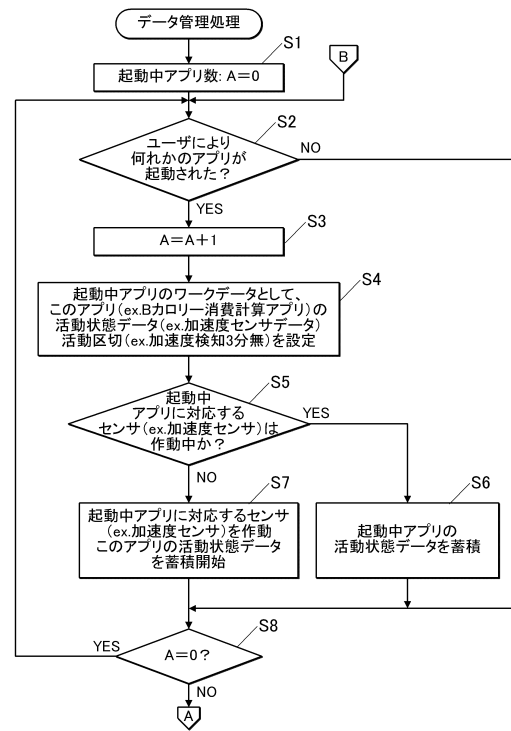 データ管理処理
S1
起動中アプリ数: A＝0
B
S2
ユーザにより
何れかのアプリが
起動された？
NO
YES
S3
A＝A＋1
S4
起動中アプリのワークデータとして、
このアプリ(ex.Bカロリー消費計算アプリ)の
活動状態データ(ex.加速度センサデータ)
活動区切(ex.加速度検知3分無)を設定
S5
起動中
アプリに対応する
センサ(ex.加速度センサ)は
作動中か？
YES
NO
S7
起動中アプリに対応するセンサ
(ex.加速度センサ)を作動
このアプリの活動状態データ
を蓄積開始
S6
起動中アプリの
活動状態データを蓄積
S8
YES
A＝0？
NO
A